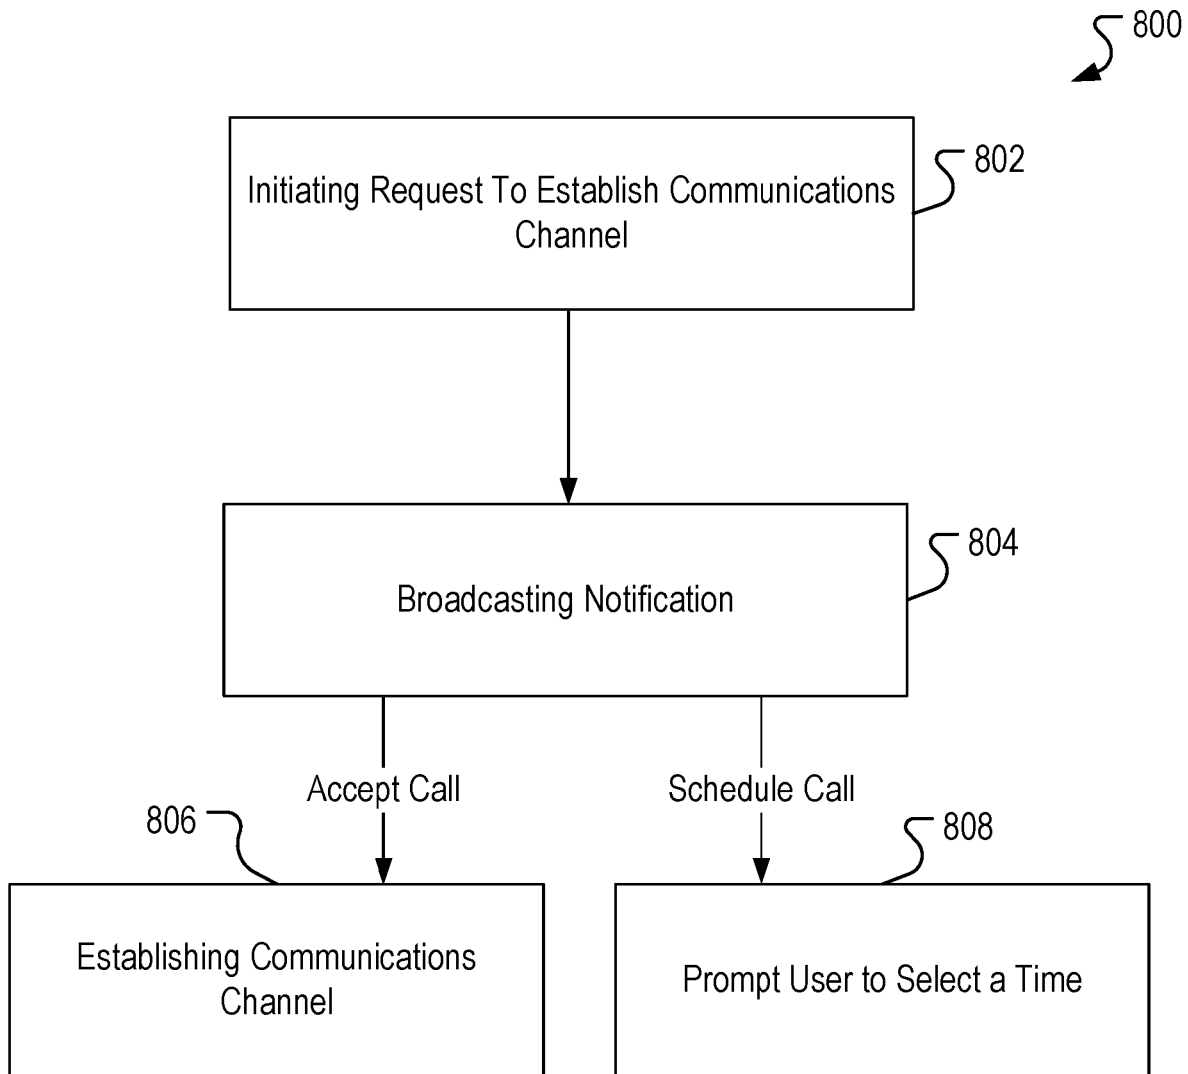 800
Initiating Request To Establish Communications
Channel
802
Broadcasting Notification
804
Accept Call
Schedule Call
806
808
Establishing Communications
Channel
Prompt User to Select a Time